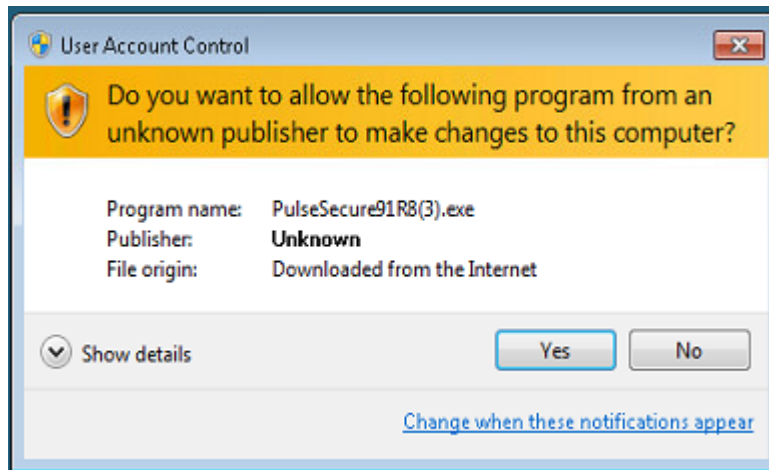 User Account Control
Do you want to allow the following program from an
unknown publisher to make changes to this computer?
Program name: PulseSecure91R8(3).exe
Publisher: Unknown
File origin: Downloaded from the Internet
Show details
Yes
No
Change when these notifications appear